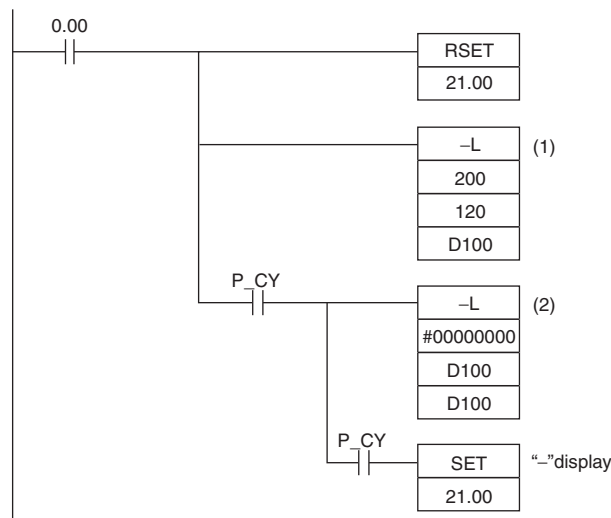 0.00
RSET
21.00
–L (1)
200
120
D100
P_CY
–L (2)
#00000000
D100
D100
P_CY
SET "–"display
21.00